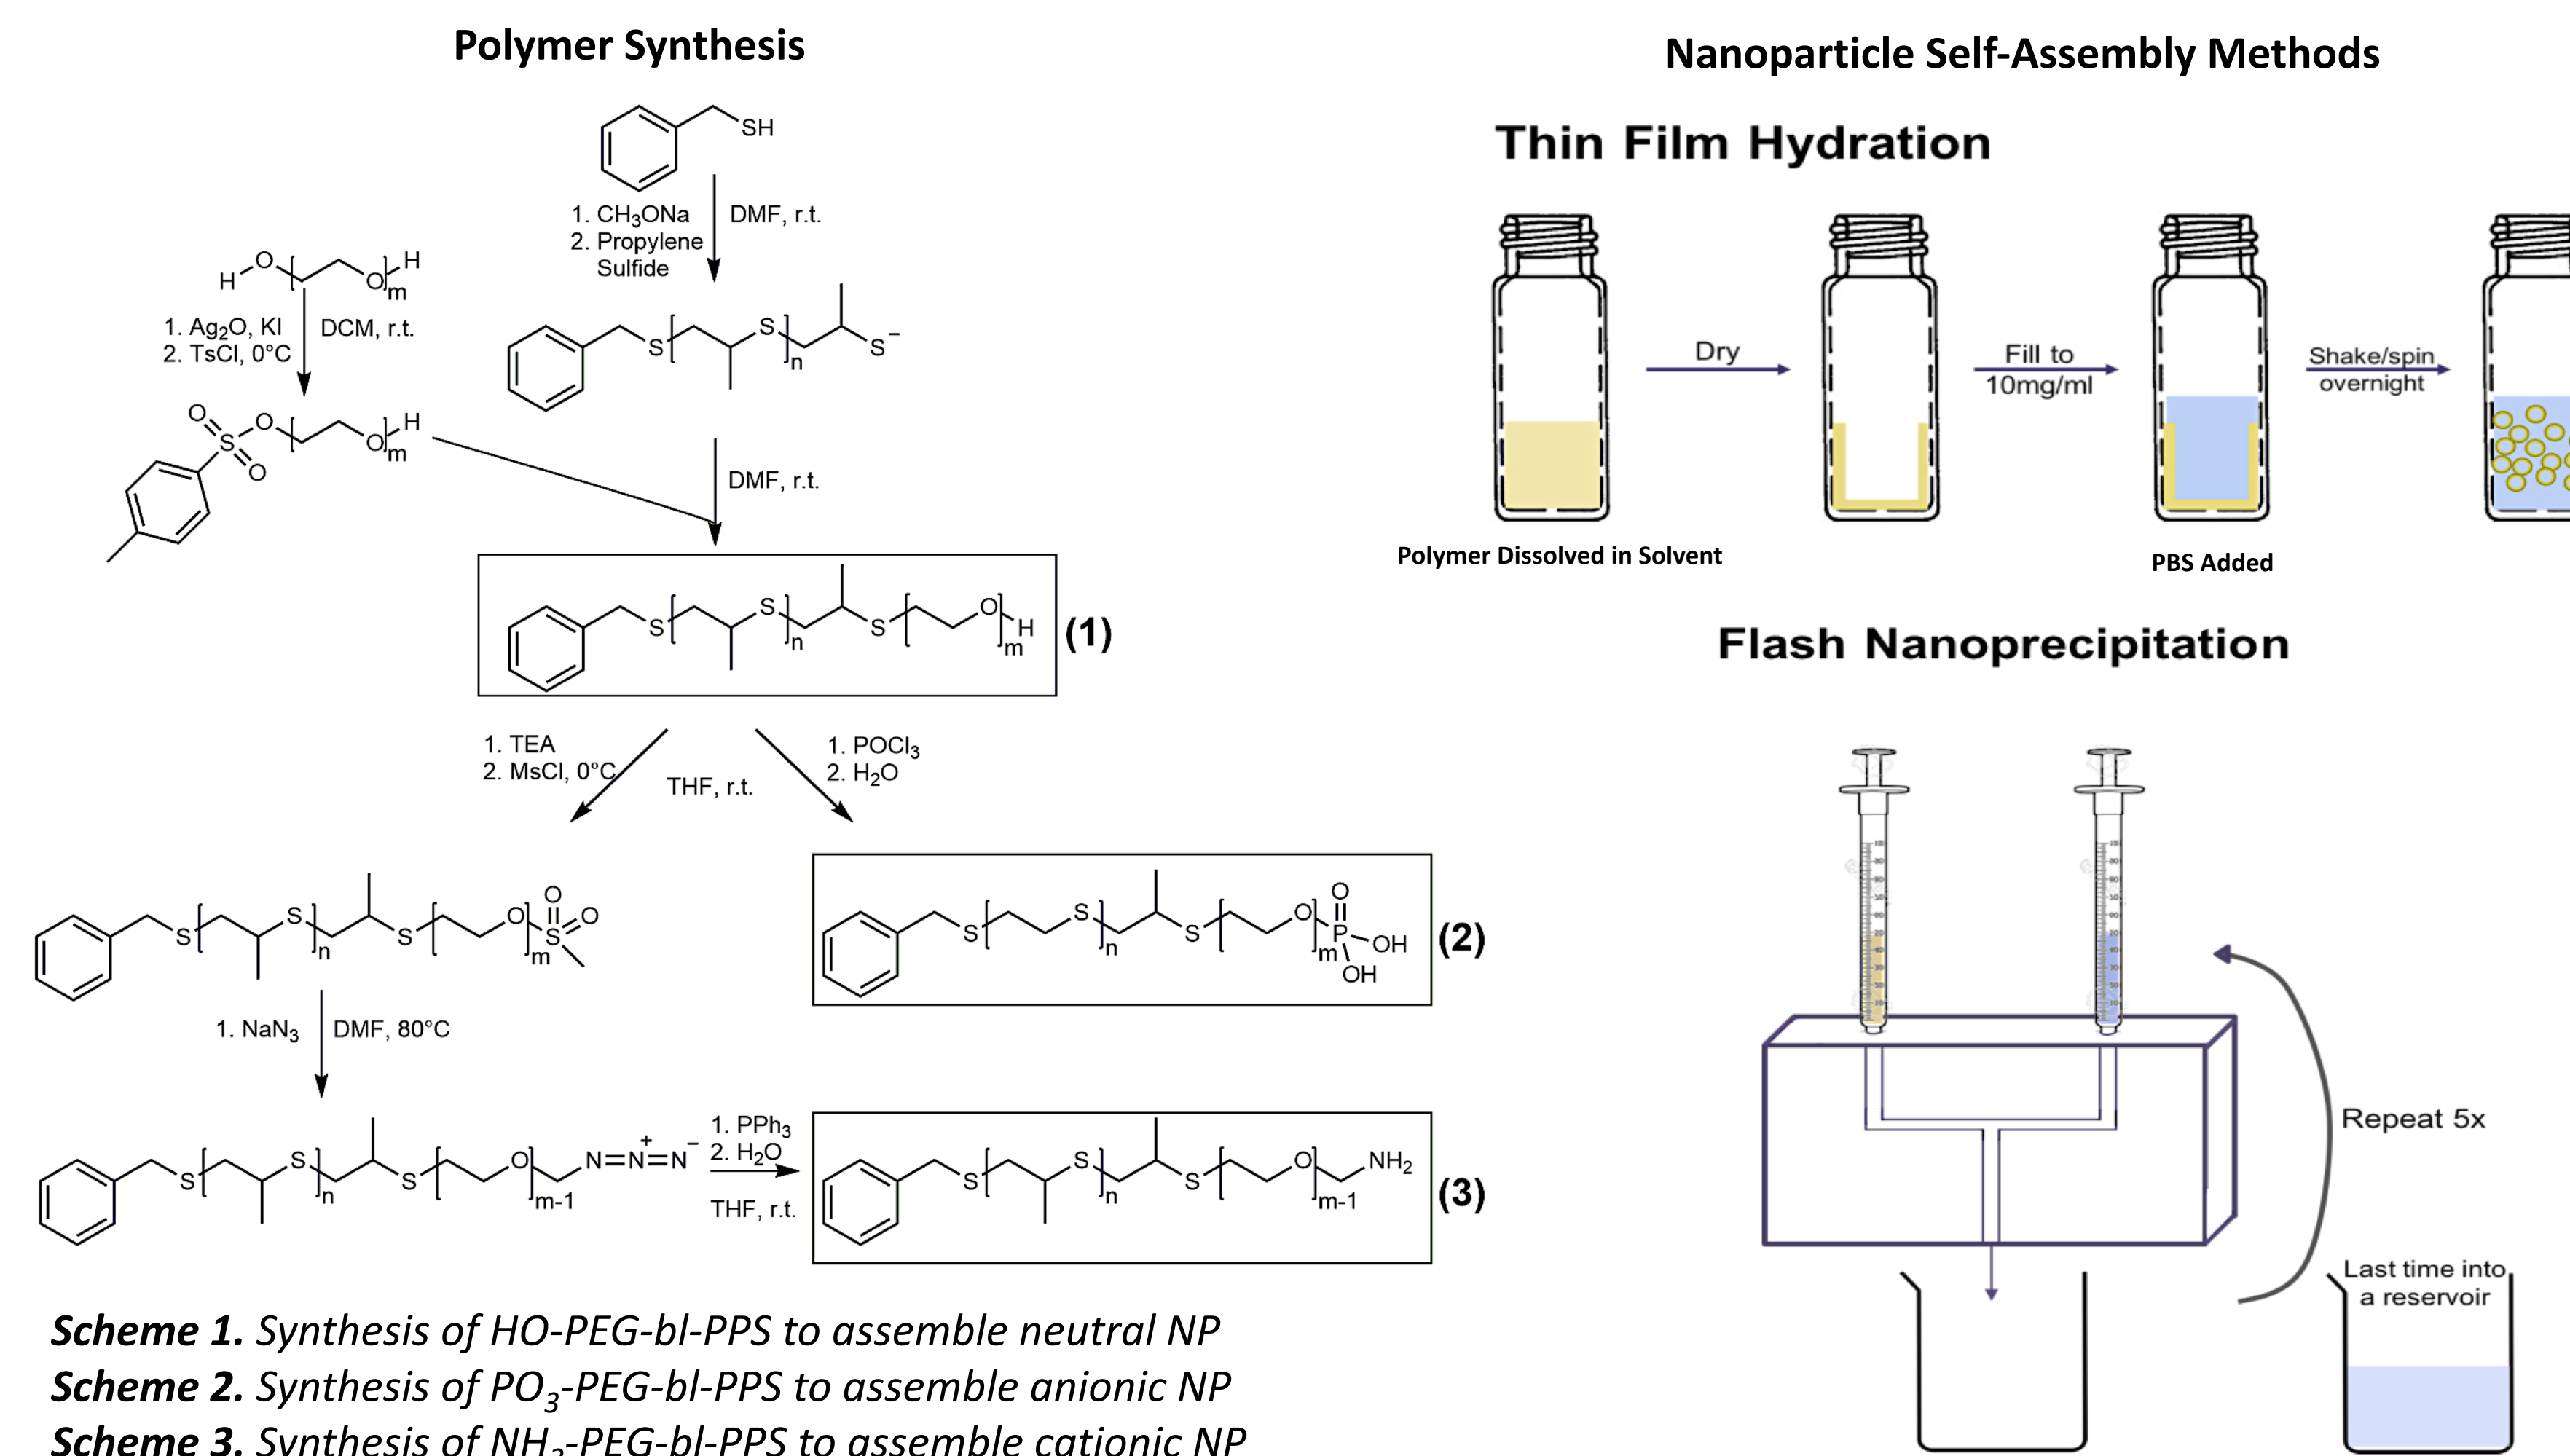 Polymer Synthesis
SH
1. CH₃ONa
2. Propylene
Sulfide
DMF, r.t.
H O O H m
1. Ag₂O, KI
2. TsCl, 0°C
DCM, r.t.
S S n S⁻
O S O O O H m
DMF, r.t.
S S n S O H m
(1)
1. TEA
2. MsCl, 0°C
THF, r.t.
1. POCl₃
2. H₂O
S S n S O m S O O
S S n S O m P O OH OH
(2)
1. NaN₃
DMF, 80°C
S S n S O m-1 N=N⁺=N⁻
1. PPh₃
2. H₂O
THF, r.t.
S S n S O m-1 NH₂
(3)
Scheme 1. Synthesis of HO-PEG-bl-PPS to assemble neutral NP
Scheme 2. Synthesis of PO₃-PEG-bl-PPS to assemble anionic NP
Scheme 3. Synthesis of NH₂-PEG-bl-PPS to assemble cationic NP
Nanoparticle Self-Assembly Methods
Thin Film Hydration
Dry
Fill to
10mg/ml
Shake/spin
overnight
Polymer Dissolved in Solvent
PBS Added
Flash Nanoprecipitation
Repeat 5x
Last time into
a reservoir